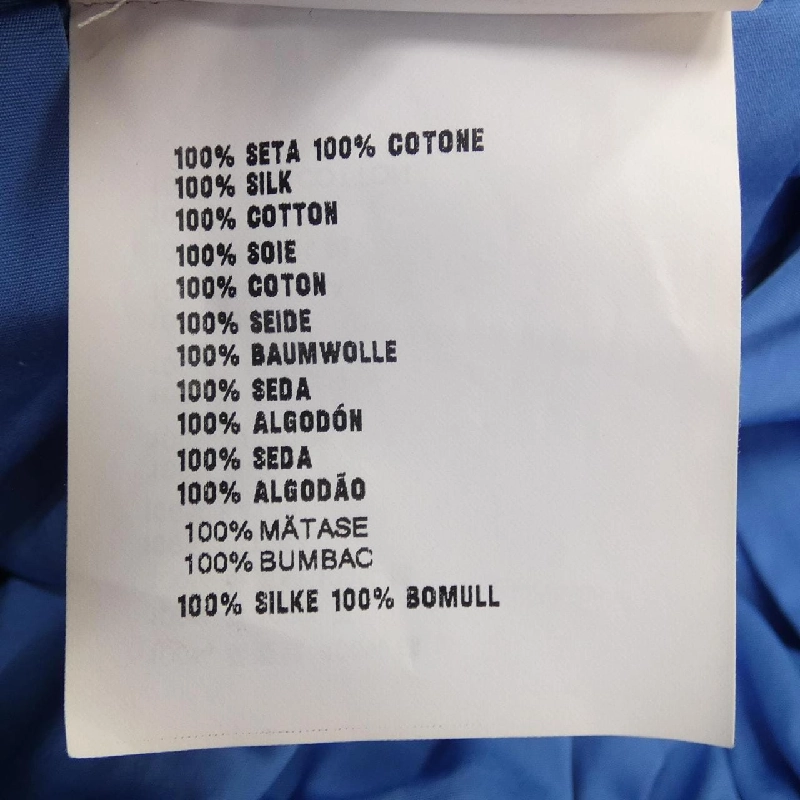 100% SETA 100% COTONE
100% SILK
100% COTTON
100% SOIE
100% COTON
100% SEIDE
100% BAUMWOLLE
100% SEDA
100% ALGODÓN
100% SEDA
100% ALGODÃO
100% MĂTASE
100% BUMBAC
100% SILKE 100% BOMULL